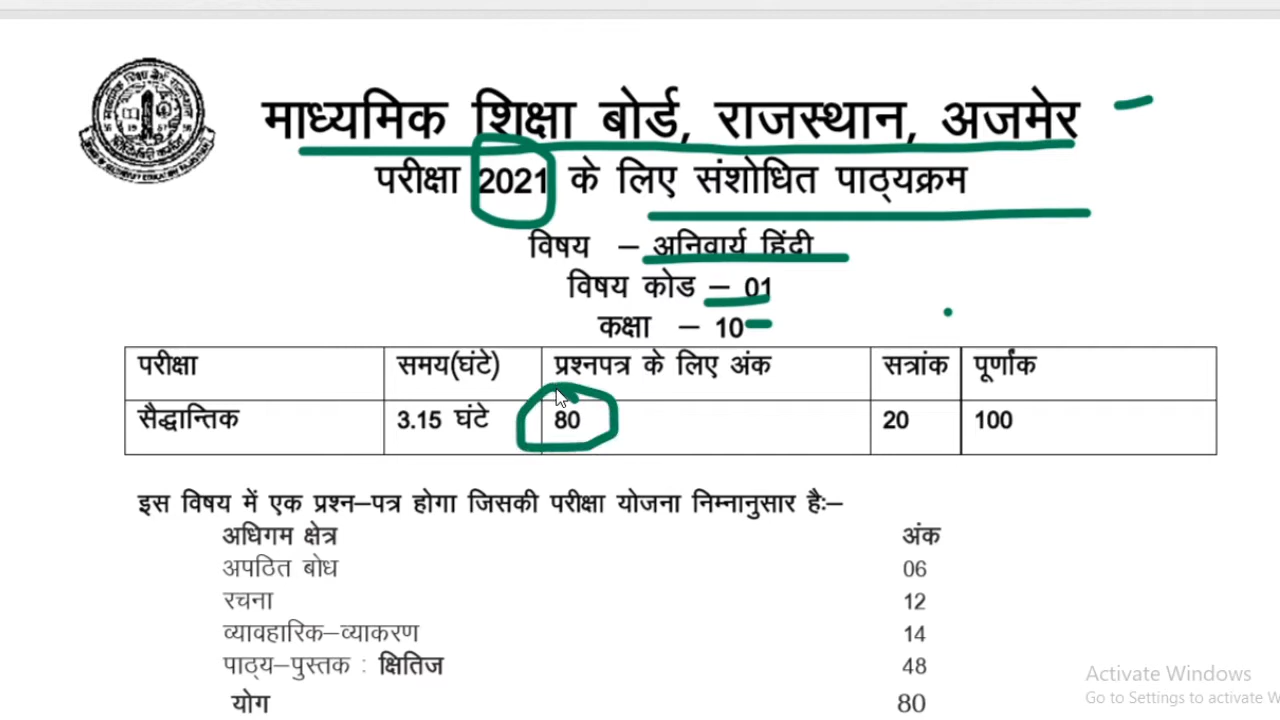 माध्यमिक शिक्षा बोर्ड, राजस्थान, अजमेर
परीक्षा 2021 के लिए संशोधित पाठ्यक्रम
विषय – अनिवार्य हिंदी
विषय कोड – 01
कक्षा – 10
परीक्षा समय(घंटे) प्रश्नपत्र के लिए अंक सत्रांक पूर्णांक
सैद्धान्तिक 3.15 घंटे 80 20 100
इस विषय में एक प्रश्न–पत्र होगा जिसकी परीक्षा योजना निम्नानुसार हैः–
अधिगम क्षेत्र अंक
अपठित बोध 06
रचना 12
व्यावहारिक–व्याकरण 14
पाठ्य–पुस्तक : क्षितिज 48
योग 80
Activate Windows
Go to Settings to activate W